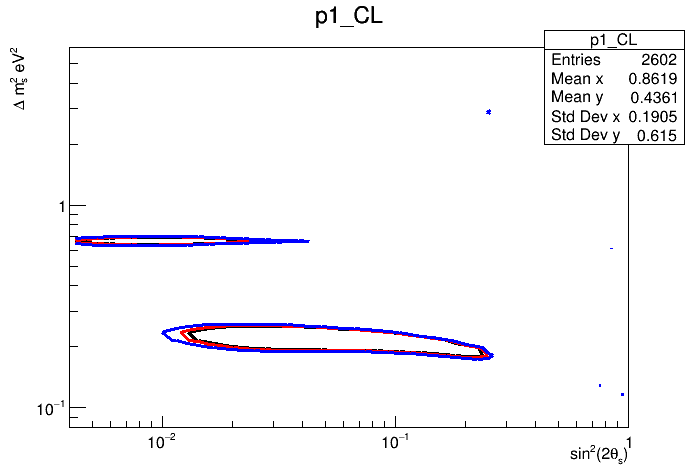 p1_CL
p1_CL
Entries 2602
Mean x 0.8619
Mean y 0.4361
Std Dev x 0.1905
Std Dev y 0.615
Δ m²ₛ eV²
1
10⁻¹
10⁻² 10⁻¹ 1
sin²(2θₛ)